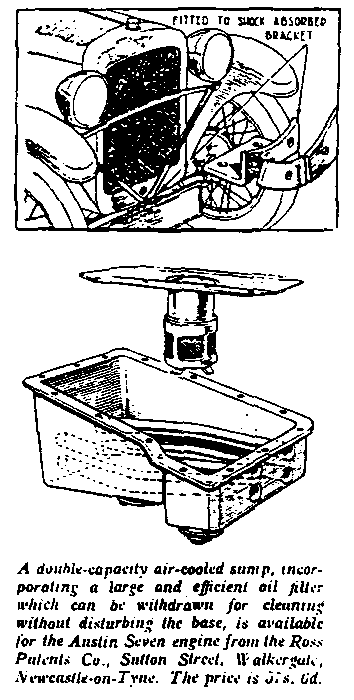 FITTED TO SHOCK ABSORBER
BRACKET
A double-capacity air-cooled sump, incor-
porating a large and efficient oil filter
which can be withdrawn for cleaning
without disturbing the base, is available
for the Austin Seven engine from the Ross
Patents Co., Sutton Street, Walkergate,
Newcastle-on-Tyne. The price is 6d.